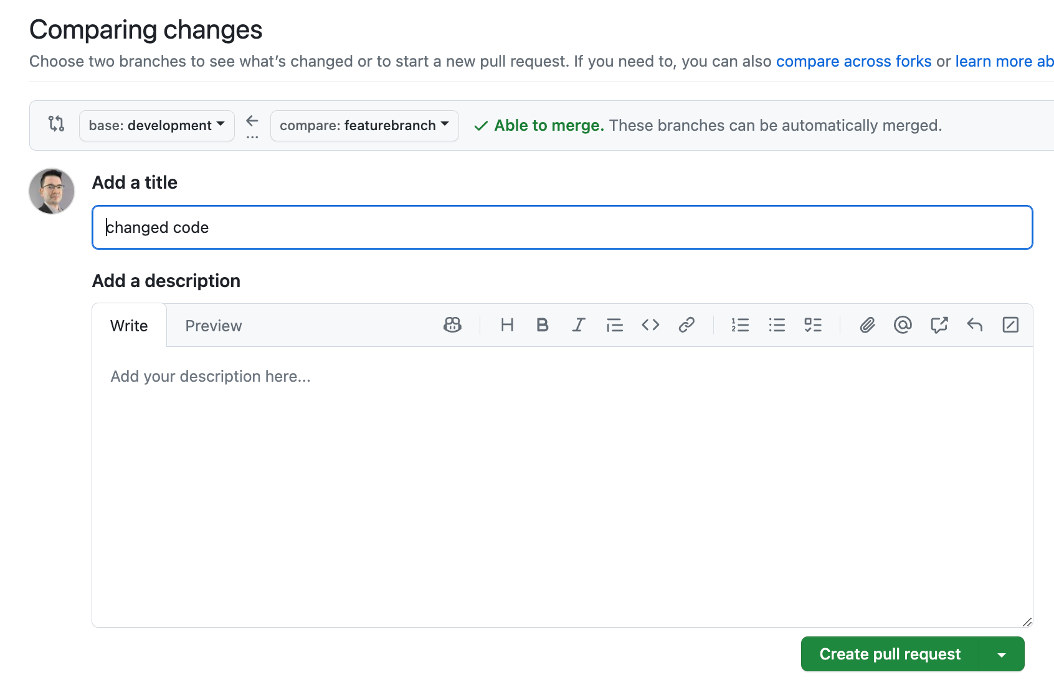 Comparing changes
Choose two branches to see what's changed or to start a new pull request. If you need to, you can also compare across forks or learn more ab
base: development ← compare: featurebranch ✓ Able to merge. These branches can be automatically merged.
...
Add a title
changed code
Add a description
Write Preview H B I
Add your description here...
Create pull request